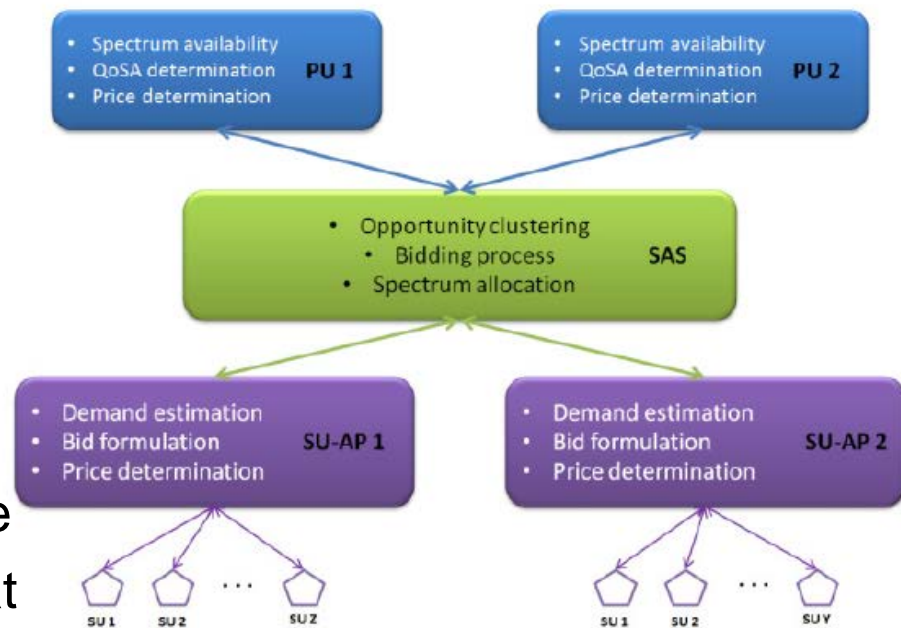 • Spectrum availability
• QoSA determination
• Price determination
PU 1
• Spectrum availability
• QoSA determination
• Price determination
PU 2
• Opportunity clustering
• Bidding process
• Spectrum allocation
SAS
• Demand estimation
• Bid formulation
• Price determination
SU-AP 1
• Demand estimation
• Bid formulation
• Price determination
SU-AP 2
e
xt
SU 1
SU 2
...
SU Z
SU 1
SU 2
...
SU Y